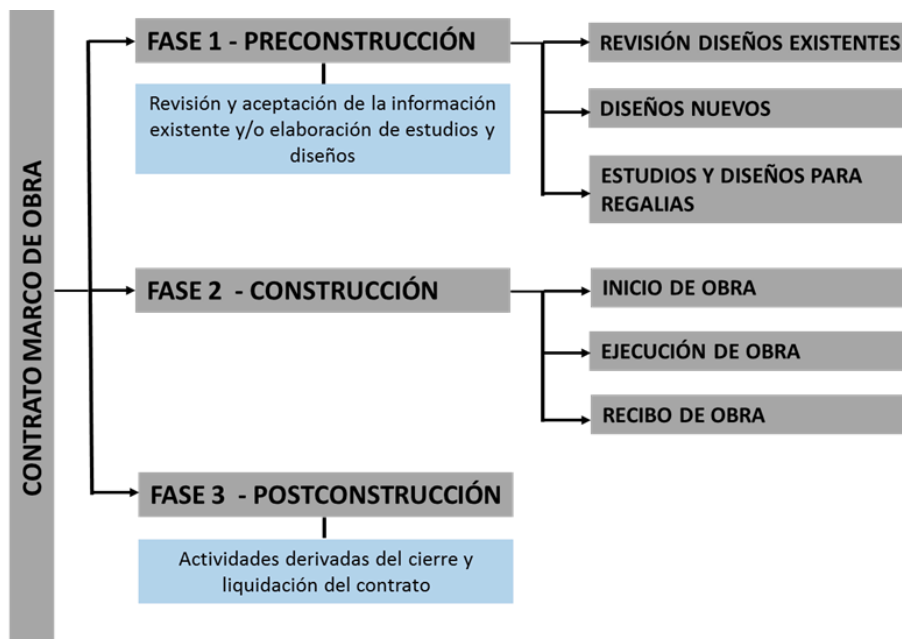 CONTRATO MARCO DE OBRA
FASE 1 - PRECONSTRUCCIÓN
Revisión y aceptación de la información
existente y/o elaboración de estudios y
diseños
REVISIÓN DISEÑOS EXISTENTES
DISEÑOS NUEVOS
ESTUDIOS Y DISEÑOS PARA
REGALIAS
FASE 2 - CONSTRUCCIÓN
INICIO DE OBRA
EJECUCIÓN DE OBRA
RECIBO DE OBRA
FASE 3 - POSTCONSTRUCCIÓN
Actividades derivadas del cierre y
liquidación del contrato